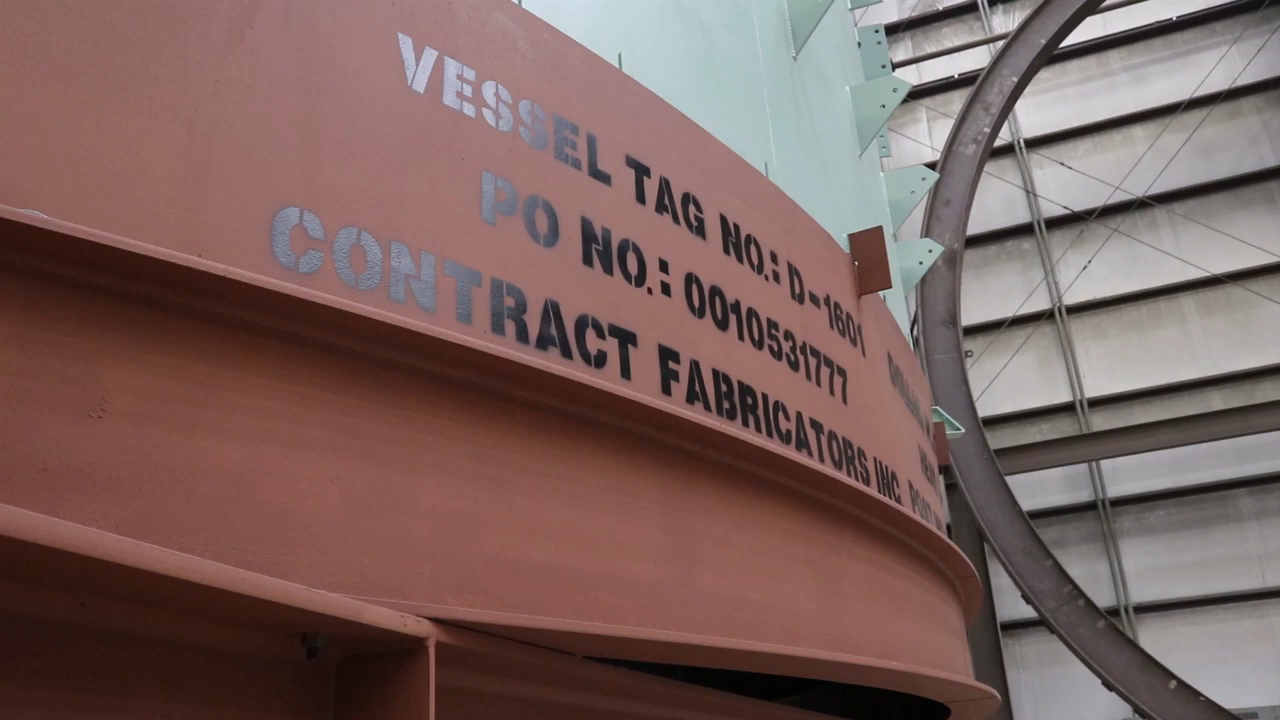 VESSEL TAG NO.: D-1601
PO NO.: 0010531777
CONTRACT FABRICATORS INC